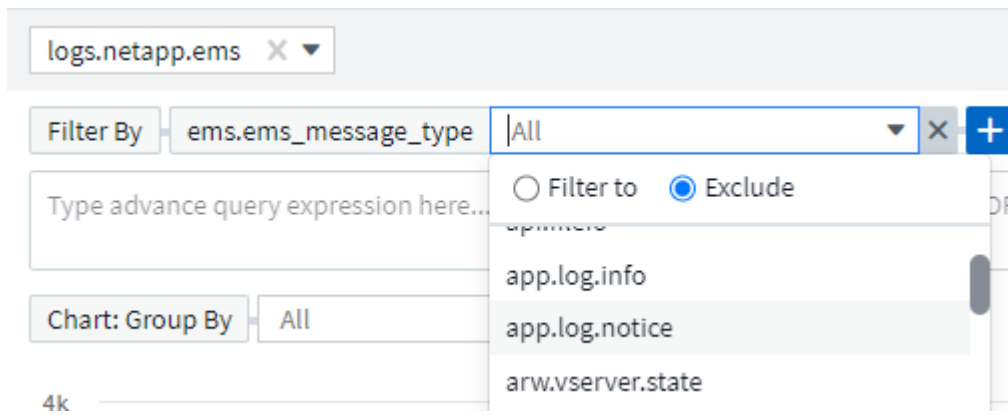 logs.netapp.ems
Filter By ems.ems_message_type All
Filter to Exclude
Type advance query expression here...
app.log.info
Chart: Group By All
app.log.notice
arw.vserver.state
4k